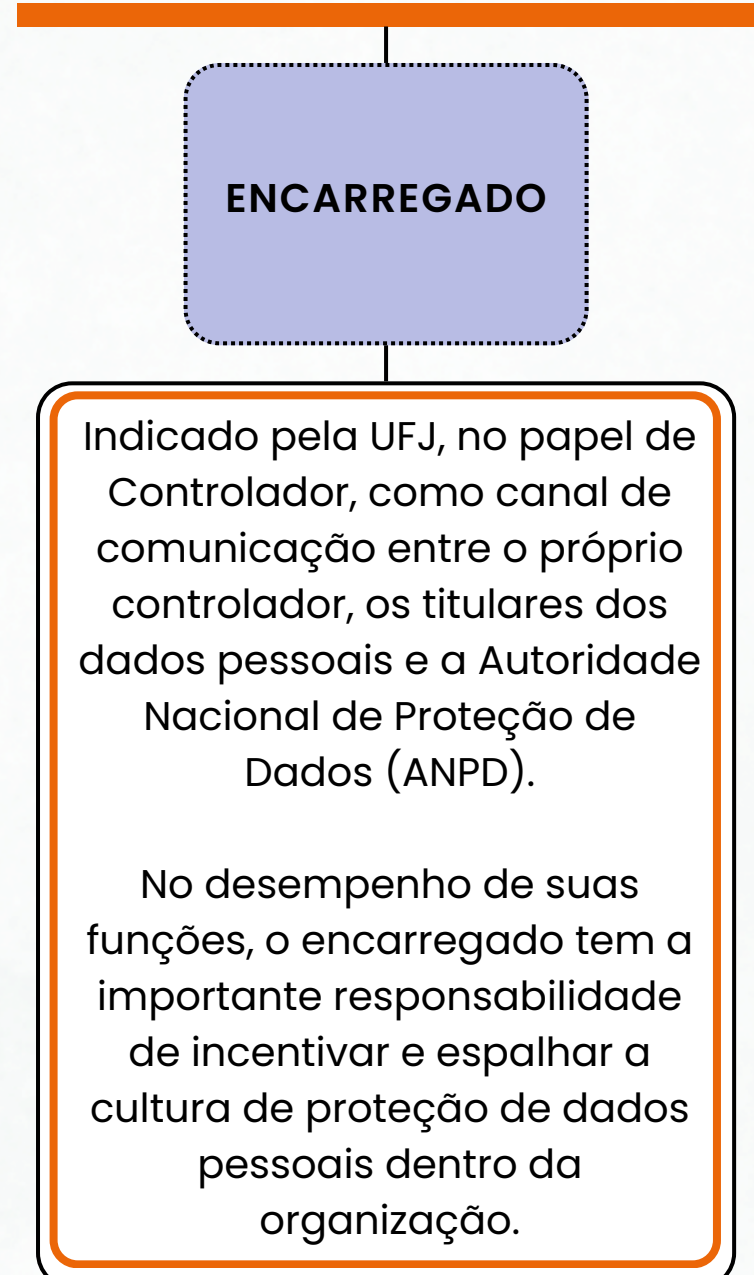 ENCARREGADO
Indicado pela UFJ, no papel de
Controlador, como canal de
comunicação entre o próprio
controlador, os titulares dos
dados pessoais e a Autoridade
Nacional de Proteção de
Dados (ANPD).
No desempenho de suas
funções, o encarregado tem a
importante responsabilidade
de incentivar e espalhar a
cultura de proteção de dados
pessoais dentro da
organização.